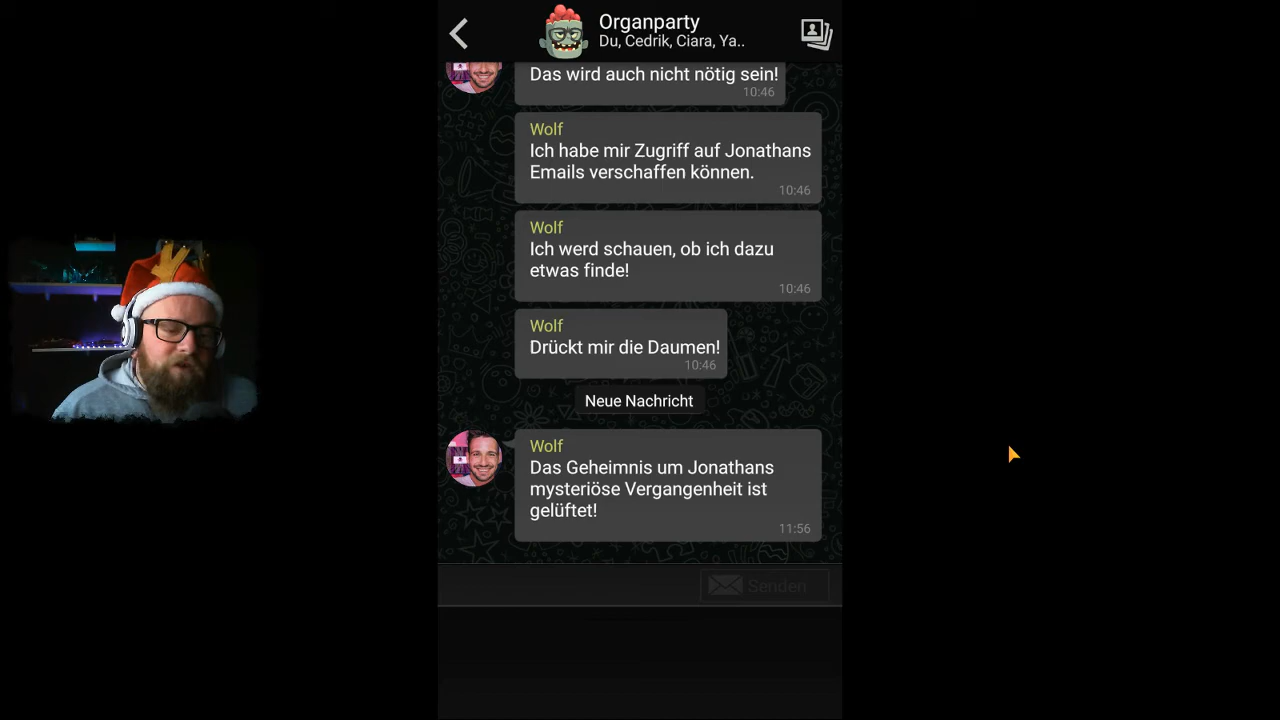 Organparty
Du, Cedrik, Ciara, Ya..
Das wird auch nicht nötig sein!
10:46
Wolf
Ich habe mir Zugriff auf Jonathans
Emails verschaffen können.
10:46
Wolf
Ich werd schauen, ob ich dazu
etwas finde!
10:46
Wolf
Drückt mir die Daumen!
10:46
Neue Nachricht
Wolf
Das Geheimnis um Jonathans
mysteriöse Vergangenheit ist
gelüftet!
11:56
Senden